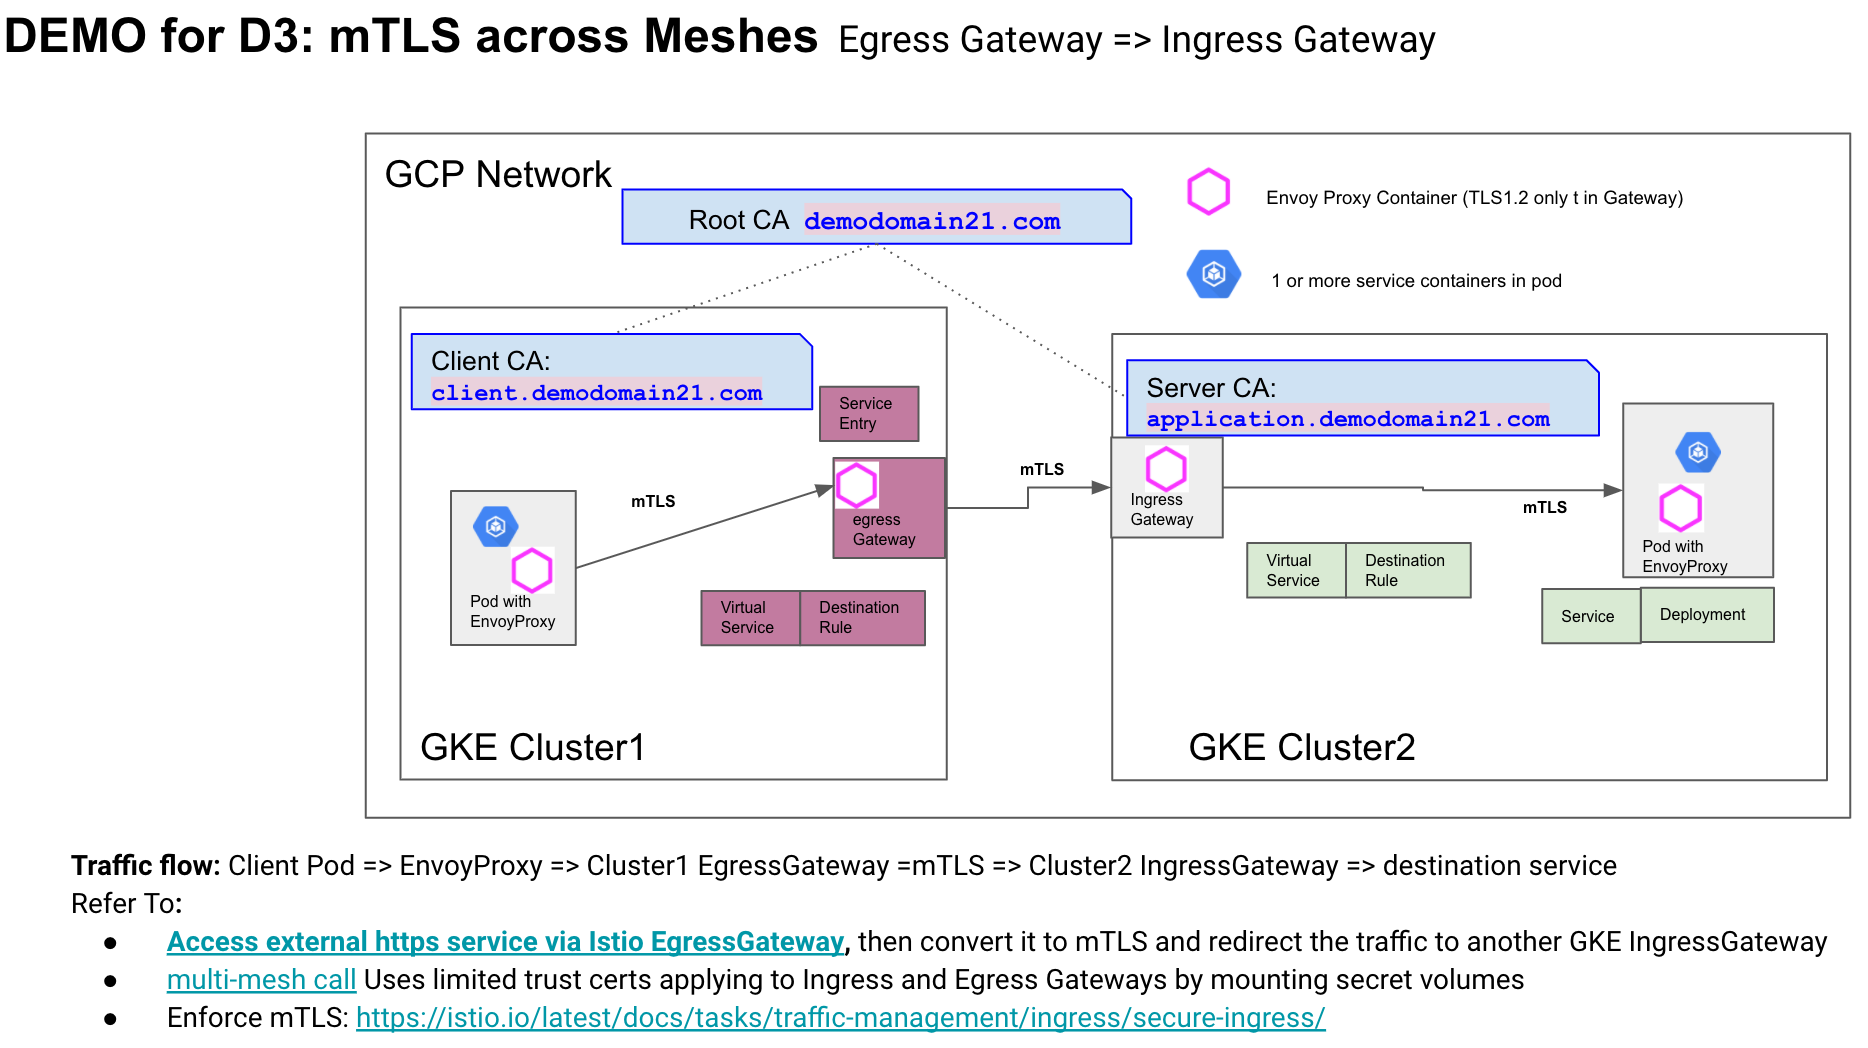 DEMO for D3: mTLS across Meshes Egress Gateway => Ingress Gateway
GCP Network
Root CA demodomain21.com
Envoy Proxy Container (TLS1.2 only t in Gateway)
1 or more service containers in pod
Client CA:
client.demodomain21.com
Service
Entry
mTLS
egress
Gateway
Pod with
EnvoyProxy
Virtual
Service
Destination
Rule
GKE Cluster1
mTLS
Server CA:
application.demodomain21.com
Ingress
Gateway
mTLS
Pod with
EnvoyProxy
Virtual
Service
Destination
Rule
Service
Deployment
GKE Cluster2
Traffic flow: Client Pod => EnvoyProxy => Cluster1 EgressGateway =mTLS => Cluster2 IngressGateway => destination service
Refer To:
● Access external https service via Istio EgressGateway, then convert it to mTLS and redirect the traffic to another GKE IngressGateway
● multi-mesh call Uses limited trust certs applying to Ingress and Egress Gateways by mounting secret volumes
● Enforce mTLS: https://istio.io/latest/docs/tasks/traffic-management/ingress/secure-ingress/